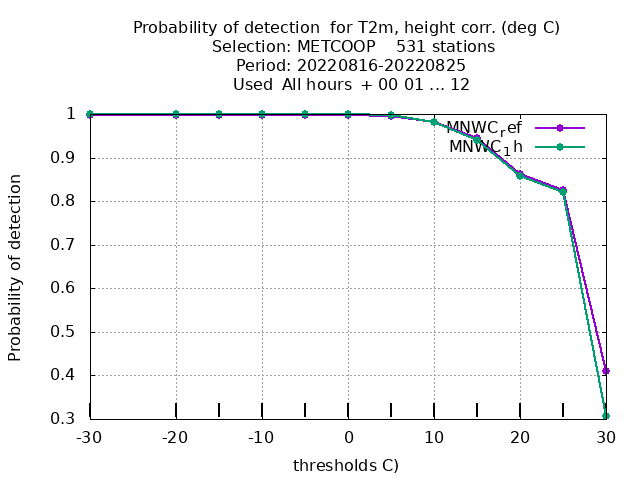 Probability of detection  for T2m, height corr. (deg C)
Selection: METCOOP    531 stations
Period: 20220816-20220825
Used  All hours  + 00 01 ... 12
MNWC_ref
MNWC_1h
Probability of detection
1
0.9
0.8
0.7
0.6
0.5
0.4
0.3
-30 -20 -10 0 10 20 30
thresholds C)